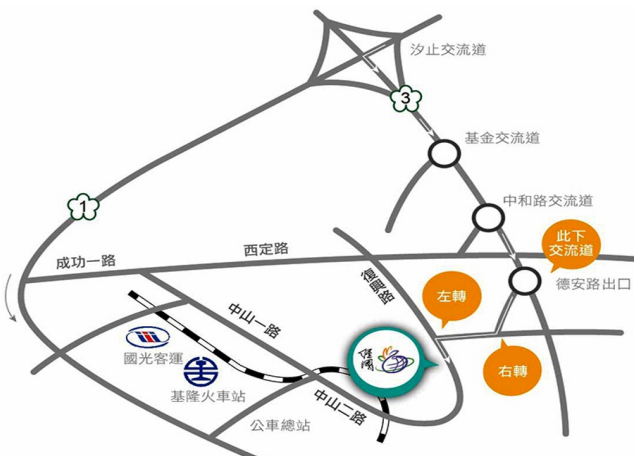 汐止交流道
3
基金交流道
中和路交流道
1
此下
交流道
西定路
成功一路
復興路
德安路出口
左轉
中山一路
國光客運
右轉
基隆火車站
中山二路
公車總站